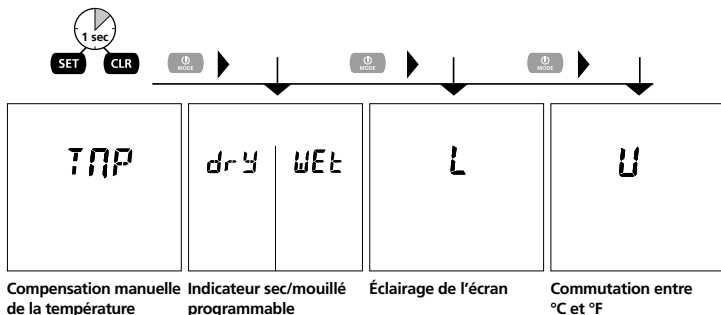 1 sec
SET CLR MODE MODE MODE
TMP dry WEt L U
Compensation manuelle de la température
Indicateur sec/mouillé programmable
Éclairage de l'écran
Commutation entre °C et °F